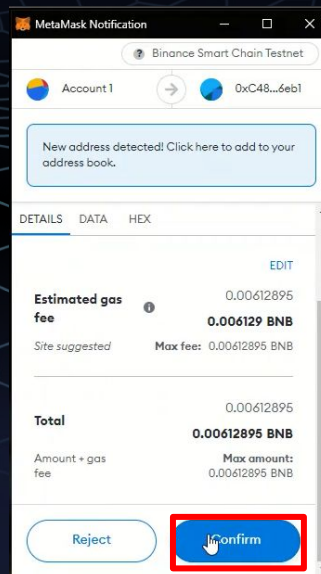 MetaMask Notification
? Binance Smart Chain Testnet
Account 1 0xC48...6eb1
New address detected! Click here to add to your
address book.
DETAILS DATA HEX
EDIT
Estimated gas
fee
0.00612895
0.006129 BNB
Site suggested Max fee: 0.00612895 BNB
Total
0.00612895
0.00612895 BNB
Amount + gas
fee
Max amount:
0.00612895 BNB
Reject Confirm